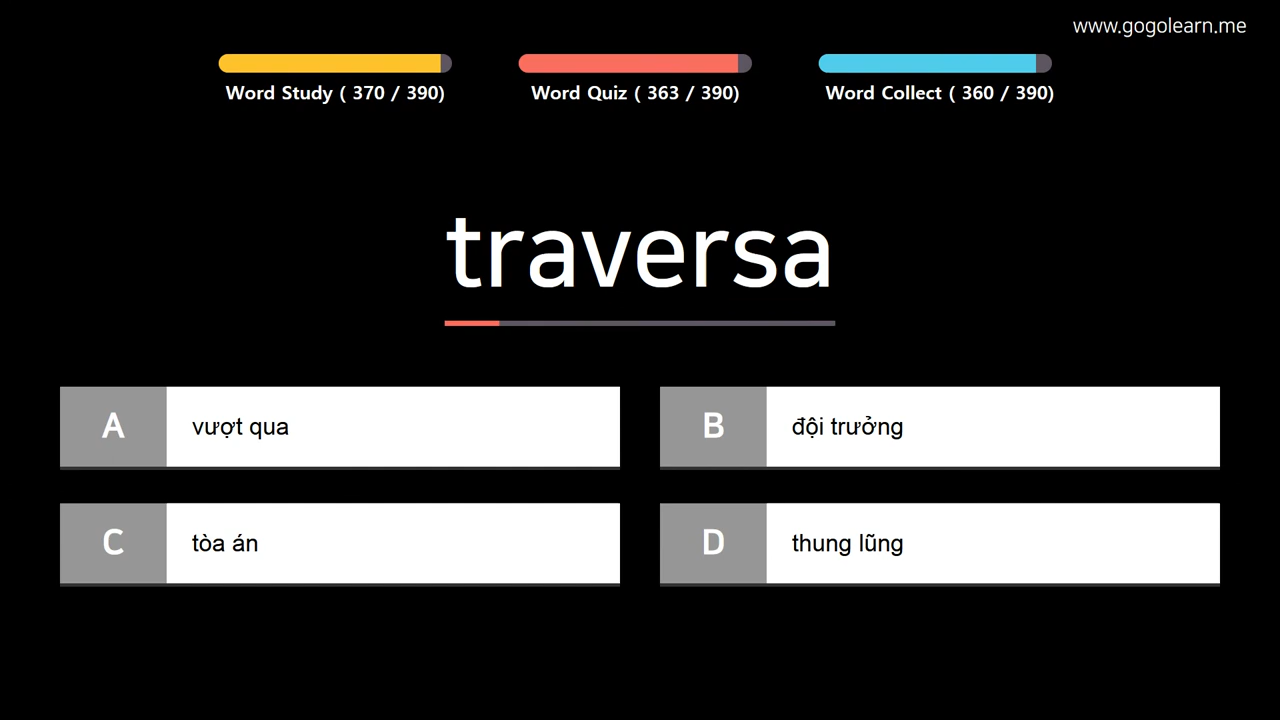 www.gogolearn.me
Word Study ( 370 / 390)
Word Quiz ( 363 / 390)
Word Collect ( 360 / 390)
traversa
A vượt qua
B đội trưởng
C tòa án
D thung lũng